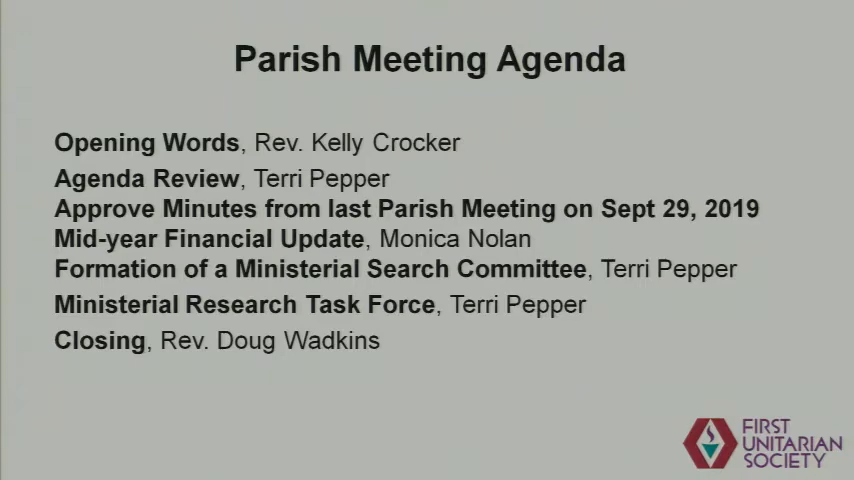 Parish Meeting Agenda
Opening Words, Rev. Kelly Crocker
Agenda Review, Terri Pepper
Approve Minutes from last Parish Meeting on Sept 29, 2019
Mid-year Financial Update, Monica Nolan
Formation of a Ministerial Search Committee, Terri Pepper
Ministerial Research Task Force, Terri Pepper
Closing, Rev. Doug Wadkins
FIRST
UNITARIAN
SOCIETY